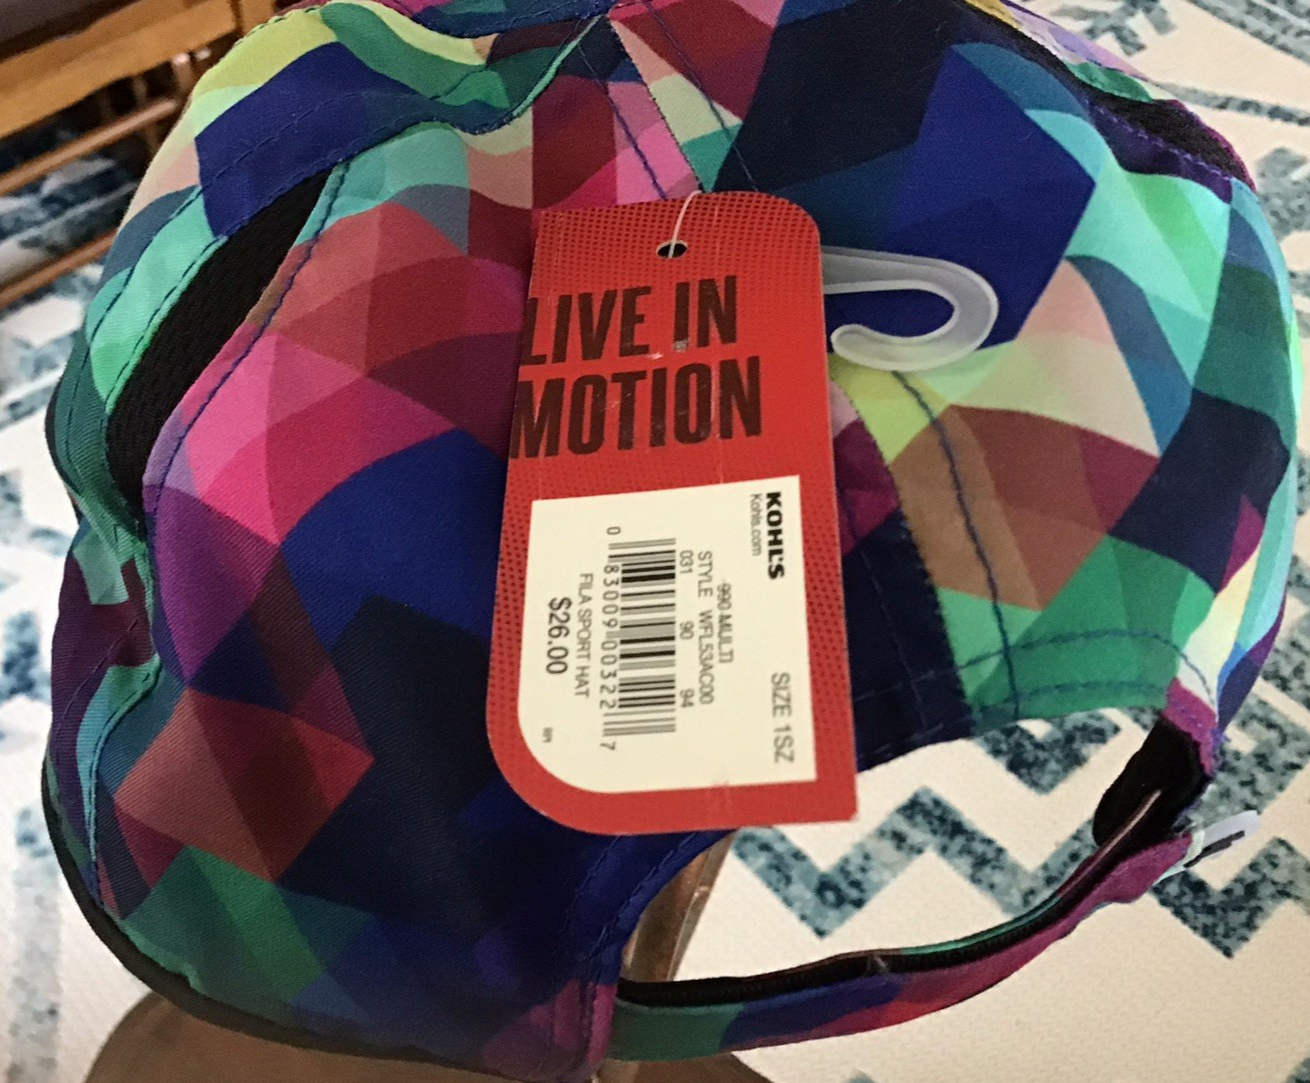 LIVE IN
MOTION
KOHL'S
Kohls.com
SIZE 1SZ
990 MULTI
STYLE WFL53AC00
031 90 94
0 83009 00322 7
FILA SPORT HAT
$26.00